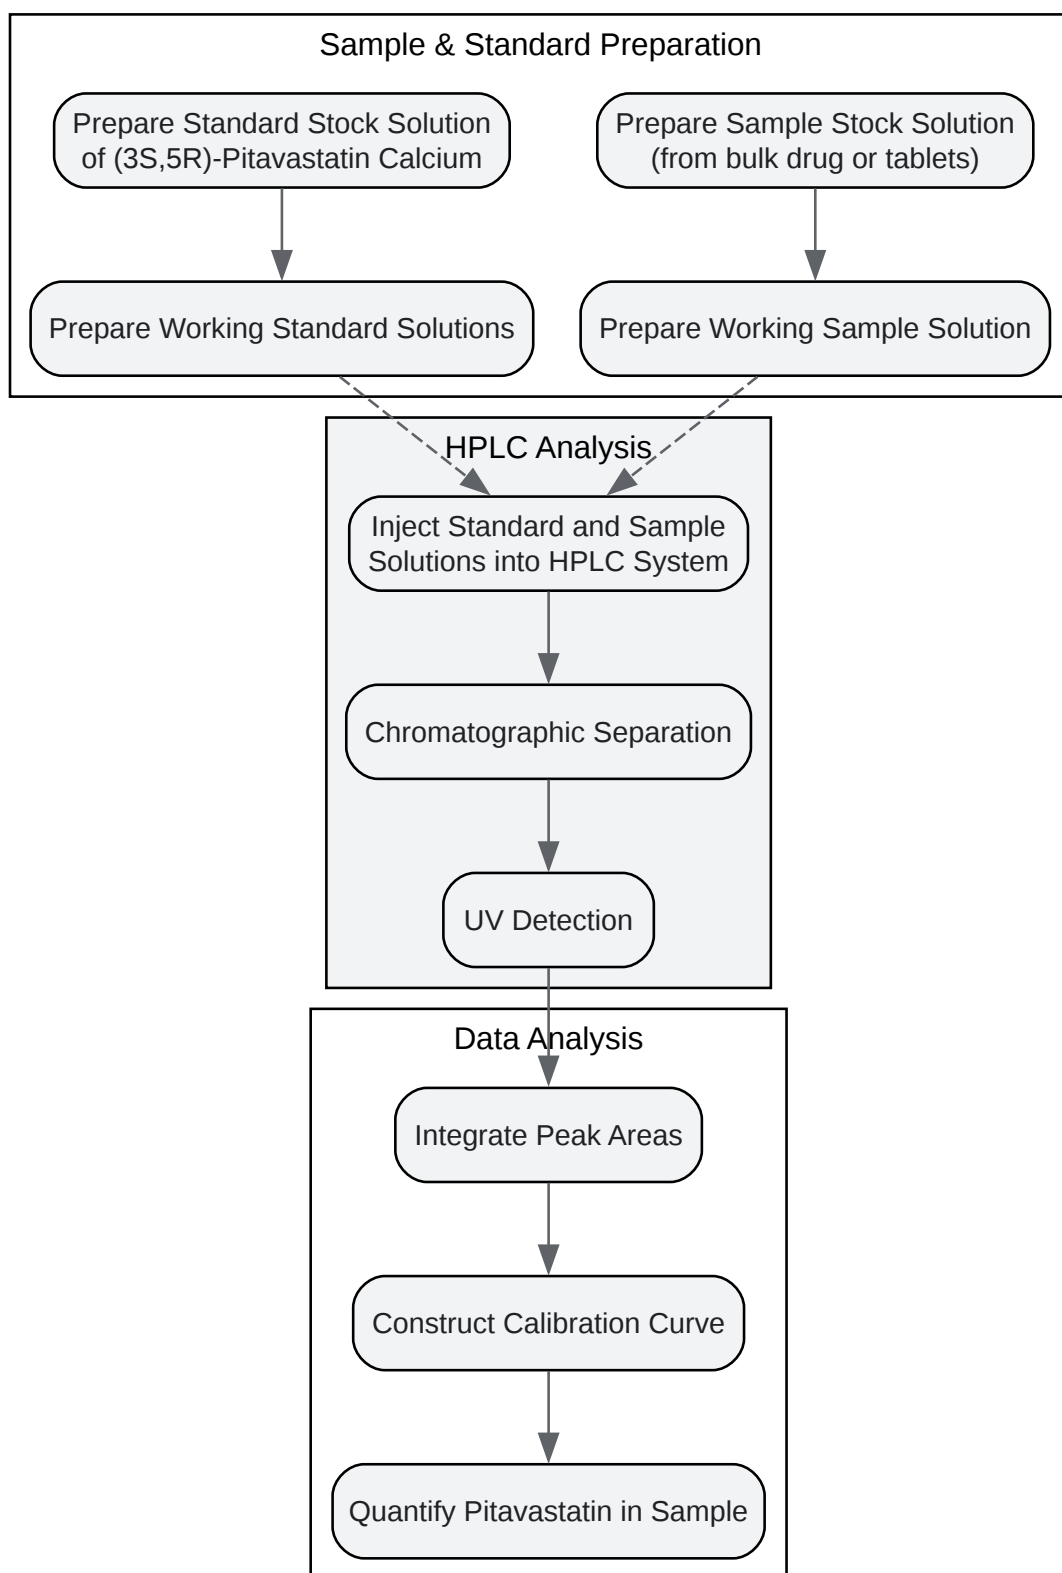 Sample & Standard Preparation
Prepare Standard Stock Solution
of (3S,5R)-Pitavastatin Calcium
Prepare Sample Stock Solution
(from bulk drug or tablets)
Prepare Working Standard Solutions
Prepare Working Sample Solution
HPLC Analysis
Inject Standard and Sample
Solutions into HPLC System
Chromatographic Separation
UV Detection
Data Analysis
Integrate Peak Areas
Construct Calibration Curve
Quantify Pitavastatin in Sample